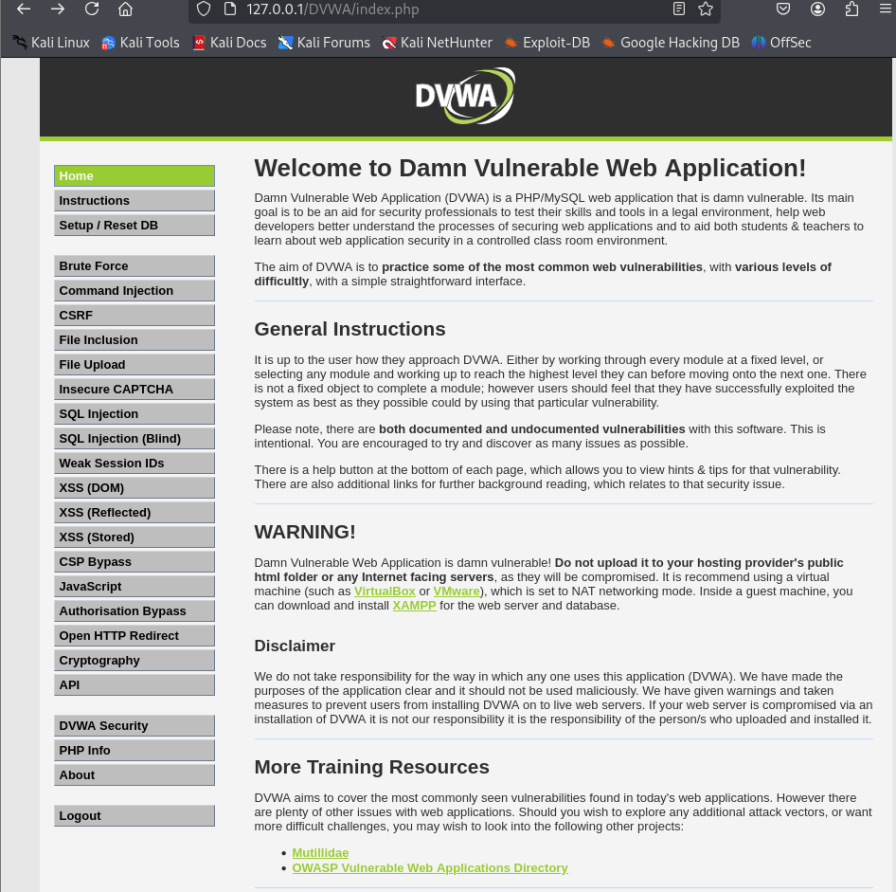 127.0.0.1/DVWA/index.php
Kali Linux Kali Tools Kali Docs Kali Forums Kali NetHunter Exploit-DB Google Hacking DB OffSec
DVWA
Home
Instructions
Setup / Reset DB
Brute Force
Command Injection
CSRF
File Inclusion
File Upload
Insecure CAPTCHA
SQL Injection
SQL Injection (Blind)
Weak Session IDs
XSS (DOM)
XSS (Reflected)
XSS (Stored)
CSP Bypass
JavaScript
Authorisation Bypass
Open HTTP Redirect
Cryptography
API
DVWA Security
PHP Info
About
Logout
Welcome to Damn Vulnerable Web Application!
Damn Vulnerable Web Application (DVWA) is a PHP/MySQL web application that is damn vulnerable. Its main
goal is to be an aid for security professionals to test their skills and tools in a legal environment, help web
developers better understand the processes of securing web applications and to aid both students & teachers to
learn about web application security in a controlled class room environment.
The aim of DVWA is to practice some of the most common web vulnerabilities, with various levels of
difficultly, with a simple straightforward interface.
General Instructions
It is up to the user how they approach DVWA. Either by working through every module at a fixed level, or
selecting any module and working up to reach the highest level they can before moving onto the next one. There
is not a fixed object to complete a module; however users should feel that they have successfully exploited the
system as best as they possible could by using that particular vulnerability.
Please note, there are both documented and undocumented vulnerabilities with this software. This is
intentional. You are encouraged to try and discover as many issues as possible.
There is a help button at the bottom of each page, which allows you to view hints & tips for that vulnerability.
There are also additional links for further background reading, which relates to that security issue.
WARNING!
Damn Vulnerable Web Application is damn vulnerable! Do not upload it to your hosting provider's public
html folder or any Internet facing servers, as they will be compromised. It is recommend using a virtual
machine (such as VirtualBox or VMware), which is set to NAT networking mode. Inside a guest machine, you
can download and install XAMPP for the web server and database.
Disclaimer
We do not take responsibility for the way in which any one uses this application (DVWA). We have made the
purposes of the application clear and it should not be used maliciously. We have given warnings and taken
measures to prevent users from installing DVWA on to live web servers. If your web server is compromised via an
installation of DVWA it is not our responsibility it is the responsibility of the person/s who uploaded and installed it.
More Training Resources
DVWA aims to cover the most commonly seen vulnerabilities found in today's web applications. However there
are plenty of other issues with web applications. Should you wish to explore any additional attack vectors, or want
more difficult challenges, you may wish to look into the following other projects:
• Mutillidae
• OWASP Vulnerable Web Applications Directory